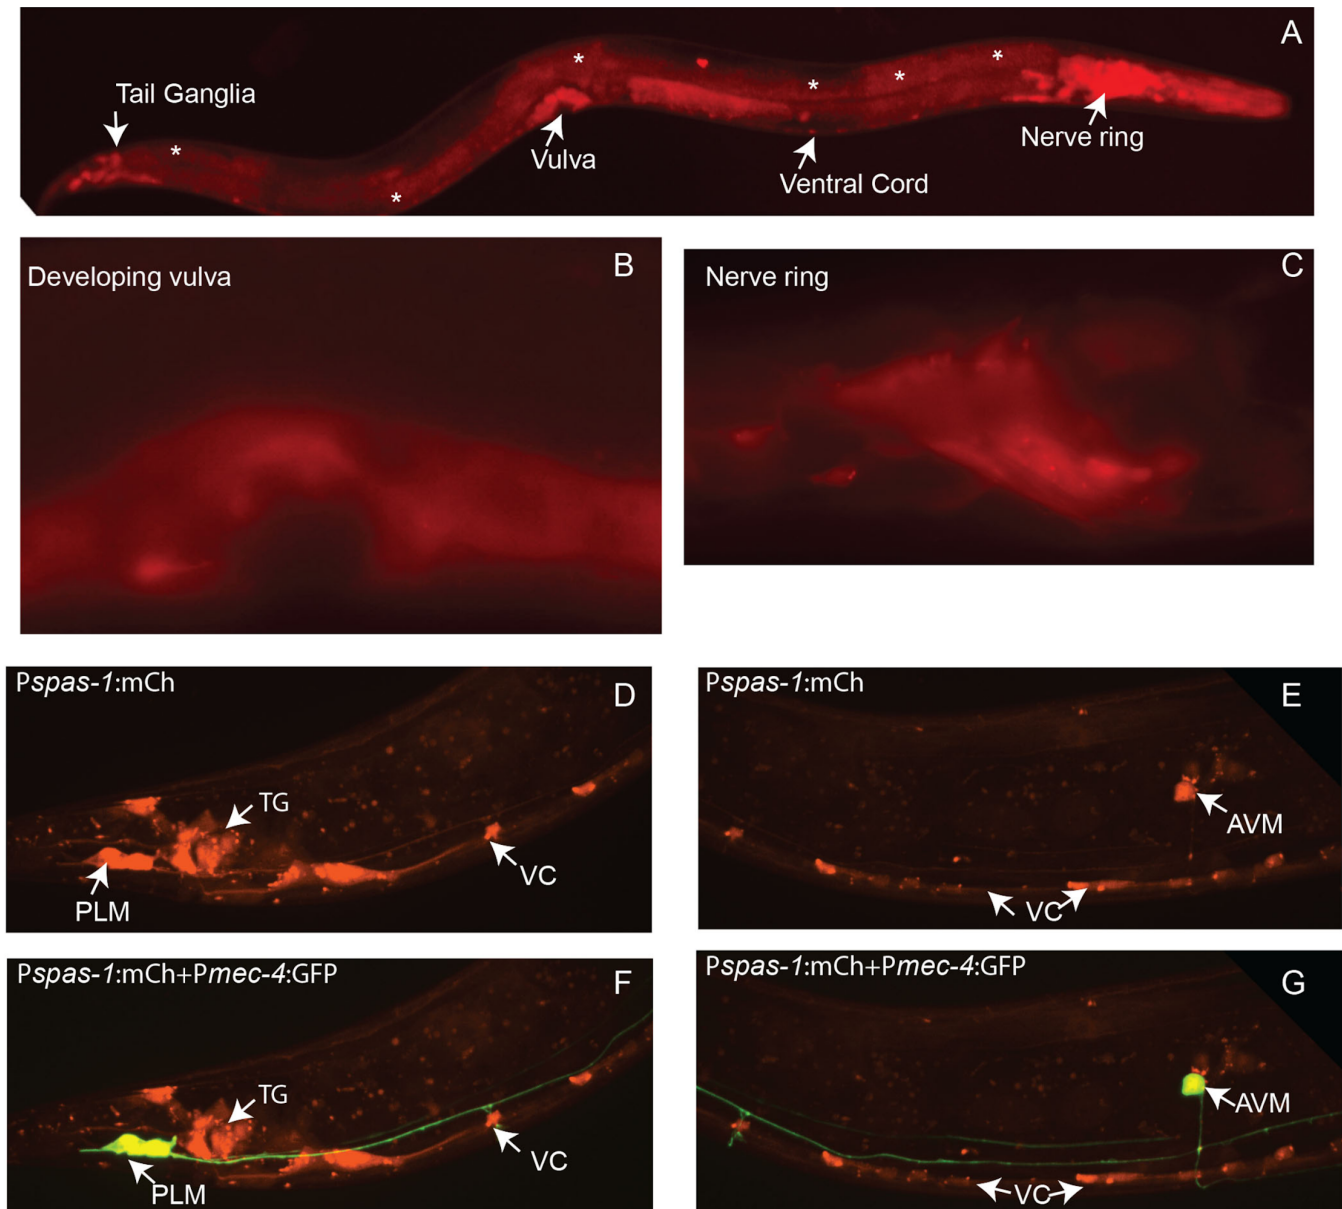 A
Tail Ganglia
*
*
*
*
*
*
Vulva
Ventral Cord
Nerve ring
Developing vulva
B
Nerve ring
C
Pspas-1:mCh
D
TG
PLM
VC
Pspas-1:mCh
E
AVM
VC
Pspas-1:mCh+Pmec-4:GFP
F
TG
PLM
VC
Pspas-1:mCh+Pmec-4:GFP
G
AVM
VC